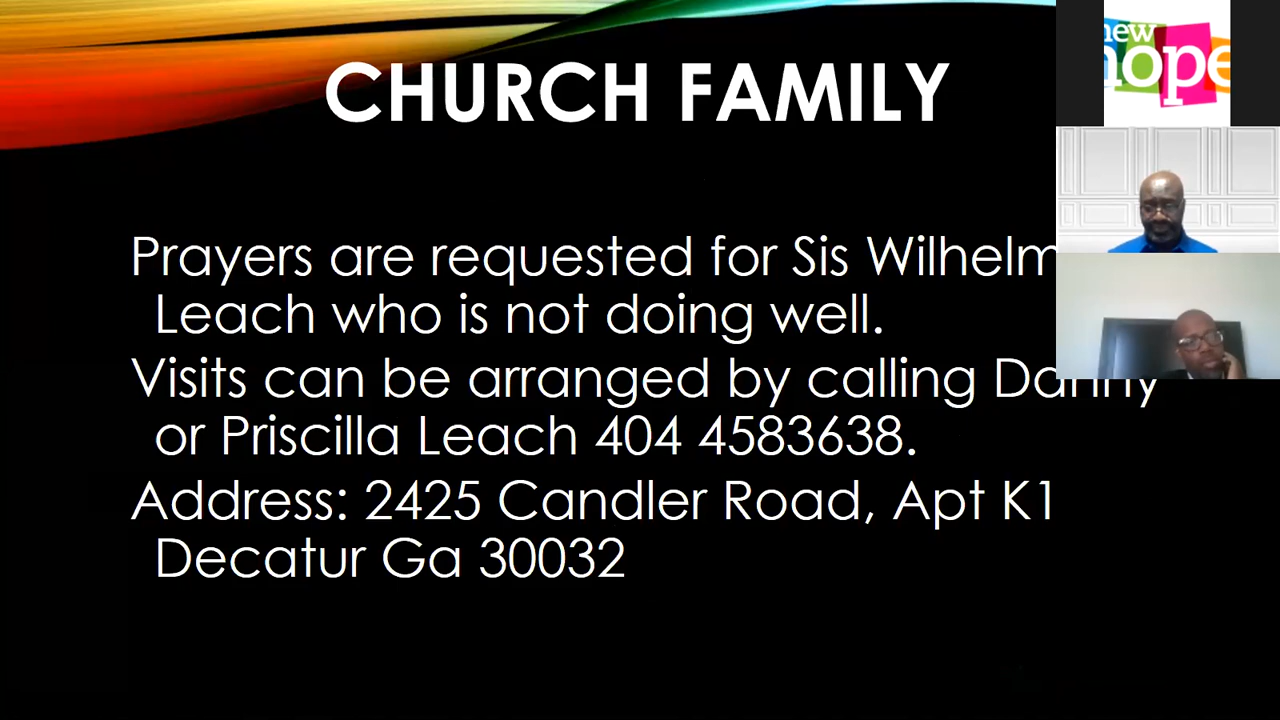 CHURCH FAMILY
new
hope
Prayers are requested for Sis
Leach who is not doing well.
Visits can be arranged by calling Danny
or Priscilla Leach 404 4583638.
Address: 2425 Candler Road, Apt K1
Decatur Ga 30032